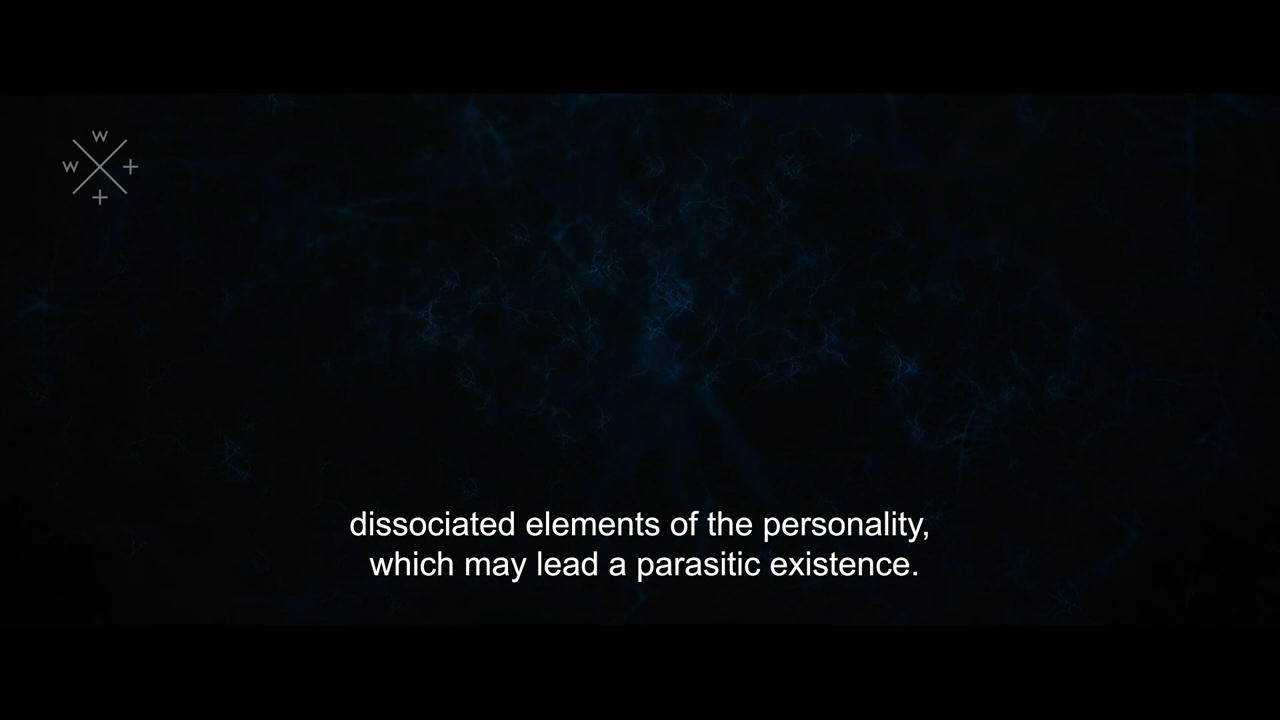 W
W +
+
dissociated elements of the personality,
which may lead a parasitic existence.